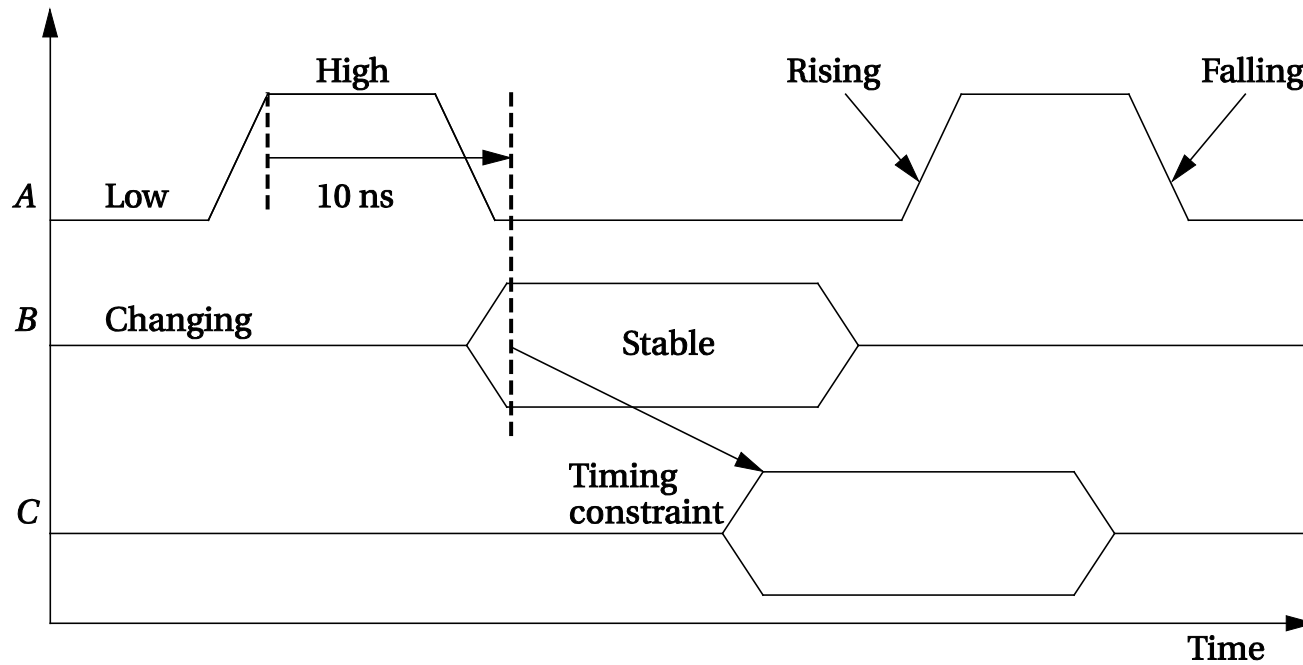 High
Rising
Falling
A
Low
10 ns
B
Changing
Stable
Timing
constraint
C
Time